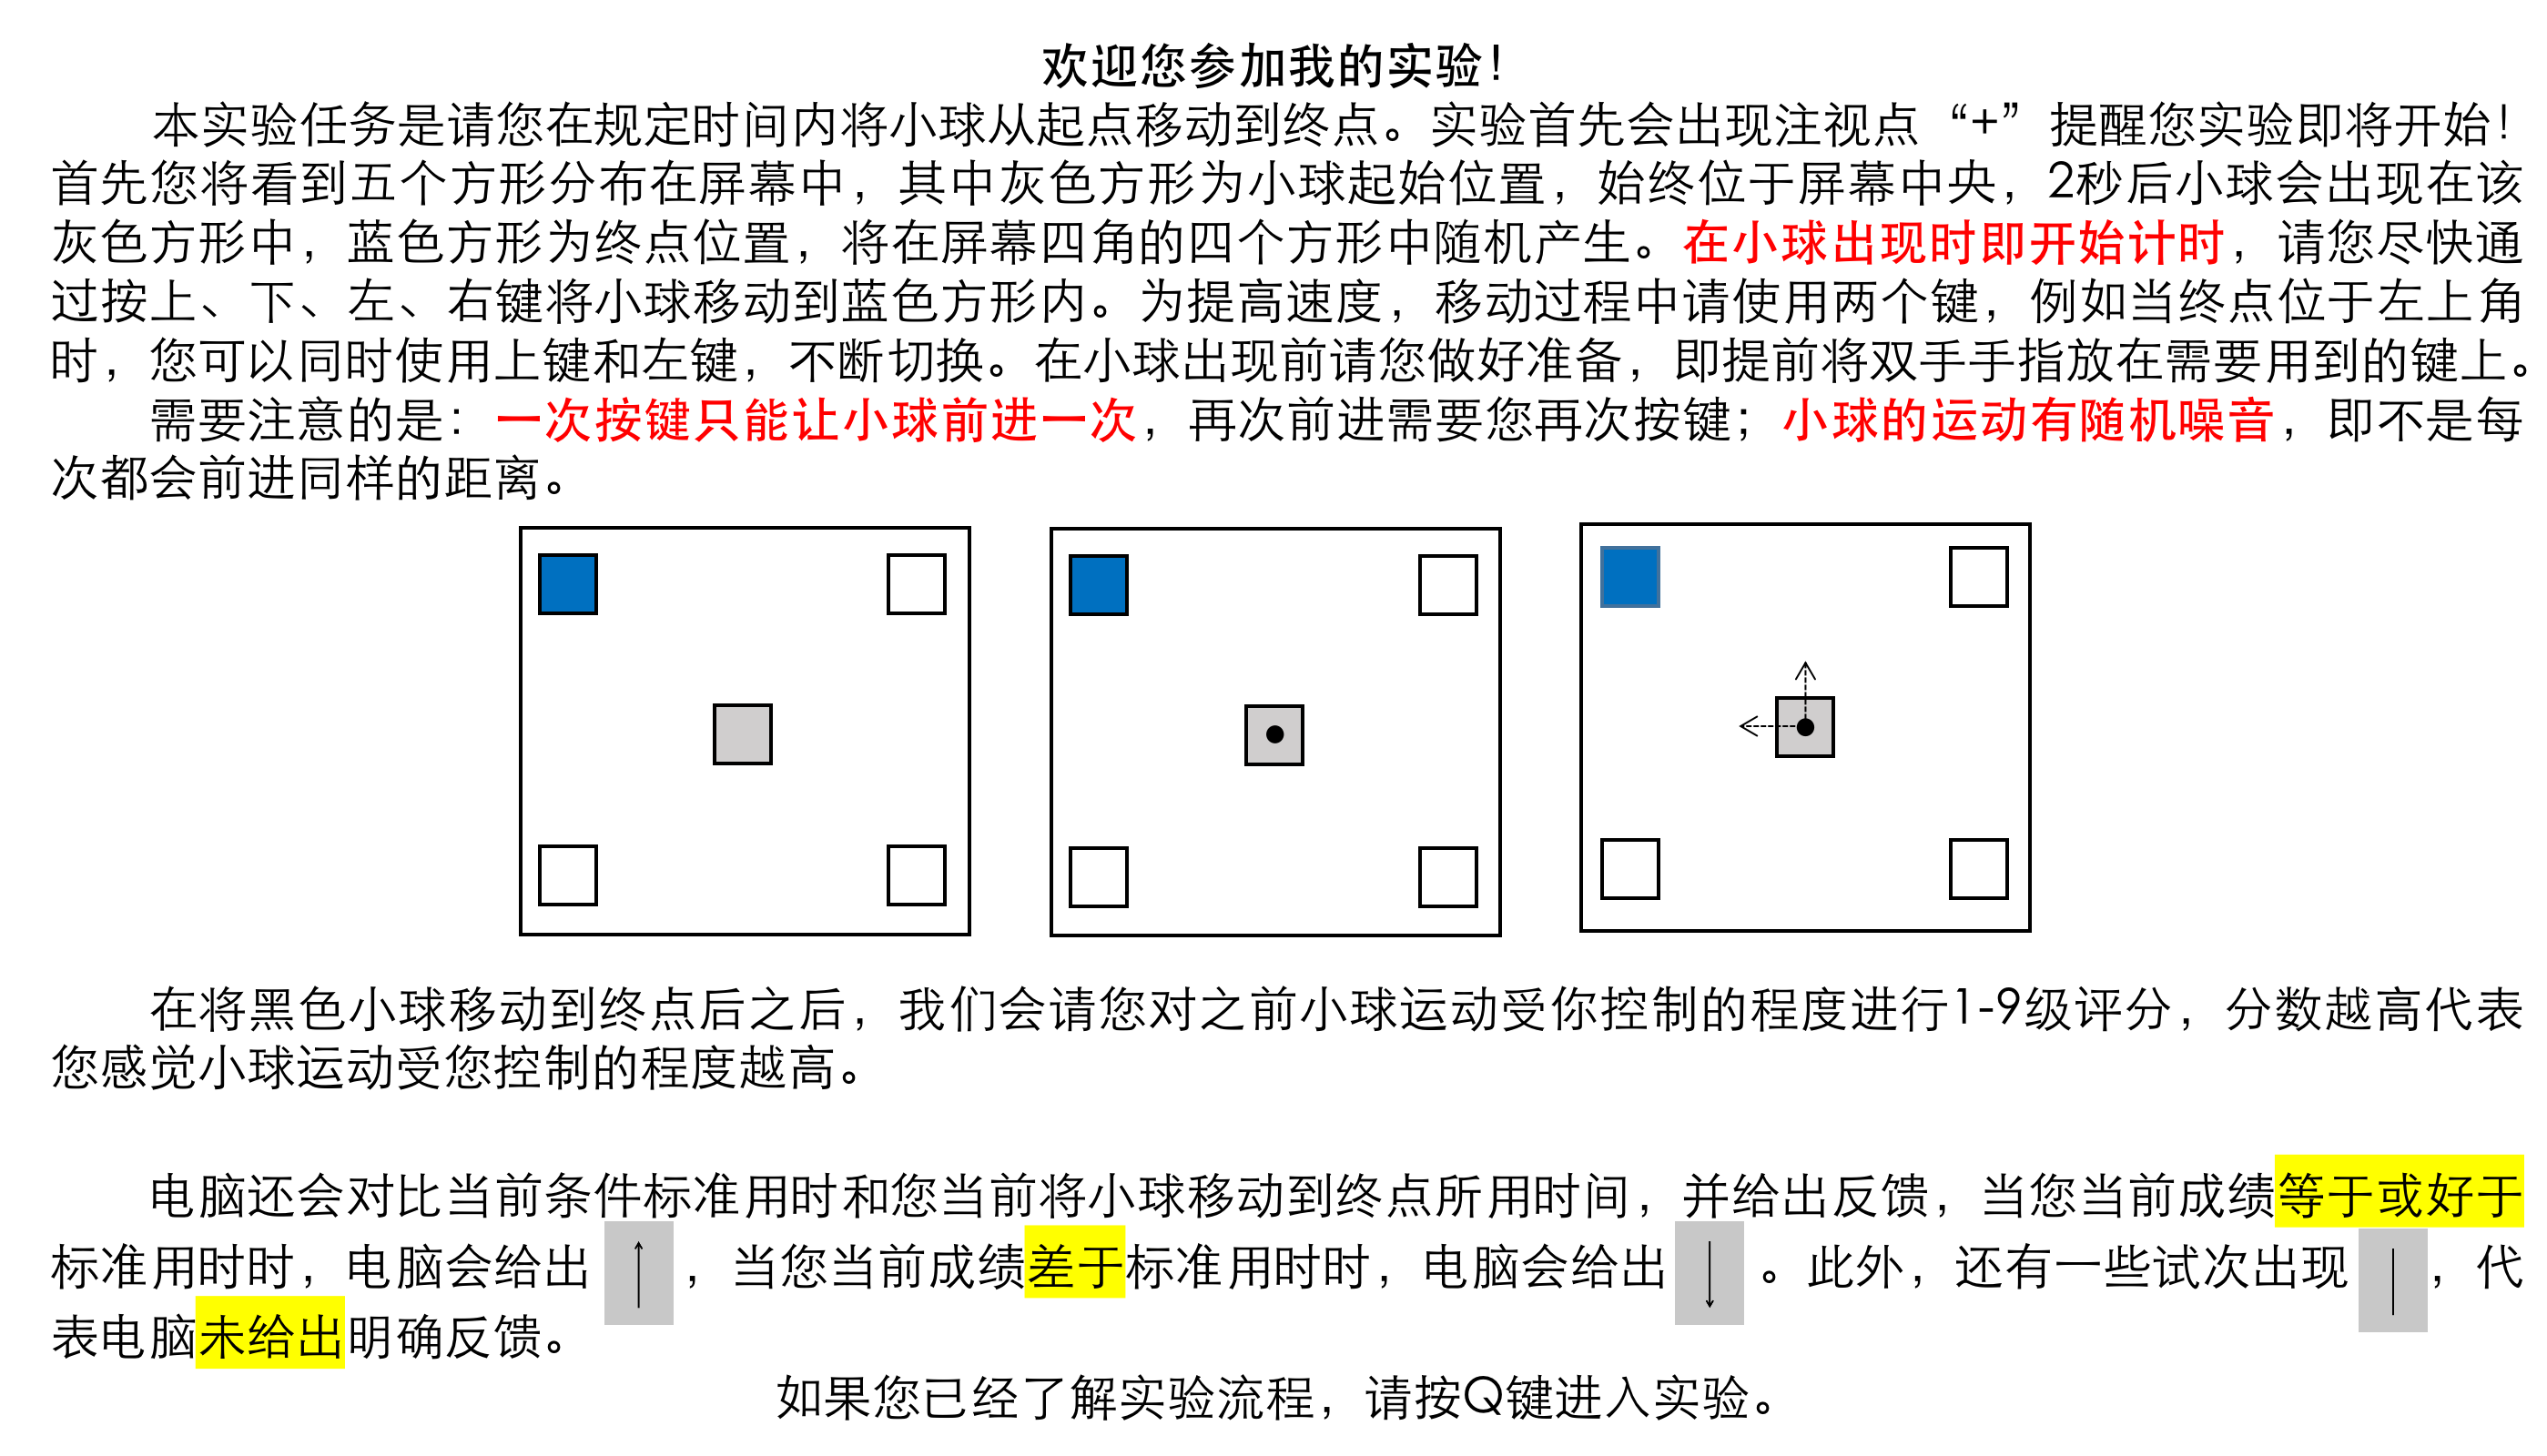 欢迎您参加我的实验！
本实验任务是请您在规定时间内将小球从起点移动到终点。实验首先会出现注视点“+”提醒您实验即将开始！
首先您将看到五个方形分布在屏幕中，其中灰色方形为小球起始位置，始终位于屏幕中央，2秒后小球会出现在该
灰色方形中，蓝色方形为终点位置，将在屏幕四角的四个方形中随机产生。在小球出现时即开始计时，请您尽快通
过按上、下、左、右键将小球移动到蓝色方形内。为提高速度，移动过程中请使用两个键，例如当终点位于左上角
时，您可以同时使用上键和左键，不断切换。在小球出现前请您做好准备，即提前将双手手指放在需要用到的键上。
需要注意的是：一次按键只能让小球前进一次，再次前进需要您再次按键；小球的运动有随机噪音，即不是每
次都会前进同样的距离。
在将黑色小球移动到终点后之后，我们会请您对之前小球运动受你控制的程度进行1-9级评分，分数越高代表
您感觉小球运动受您控制的程度越高。
电脑还会对比当前条件标准用时和您当前将小球移动到终点所用时间，并给出反馈，当您当前成绩等于或好于
标准用时时，电脑会给出↑，当您当前成绩差于标准用时时，电脑会给出↓。此外，还有一些试次出现|，代
表电脑未给出明确反馈。
如果您已经了解实验流程，请按Q键进入实验。